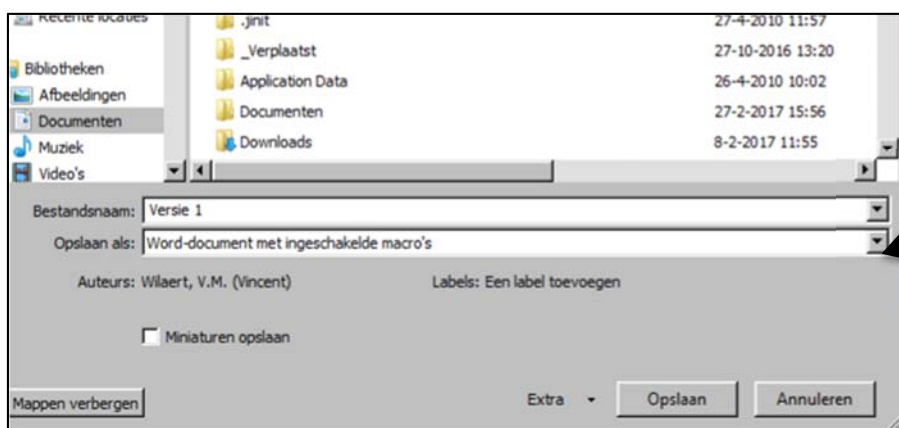 Recente locaties
Bibliotheken
Afbeeldingen
Documenten
Muziek
Video's
.jinit 27-4-2010 11:57
_Verplaatst 27-10-2016 13:20
Application Data 26-4-2010 10:02
Documenten 27-2-2017 15:56
Downloads 8-2-2017 11:55
Bestandsnaam: Versie 1
Opslaan als: Word-document met ingeschakelde macro's
Auteurs: Wilaert, V.M. (Vincent) Labels: Een label toevoegen
Miniaturen opslaan
Mappen verbergen Extra Opslaan Annuleren